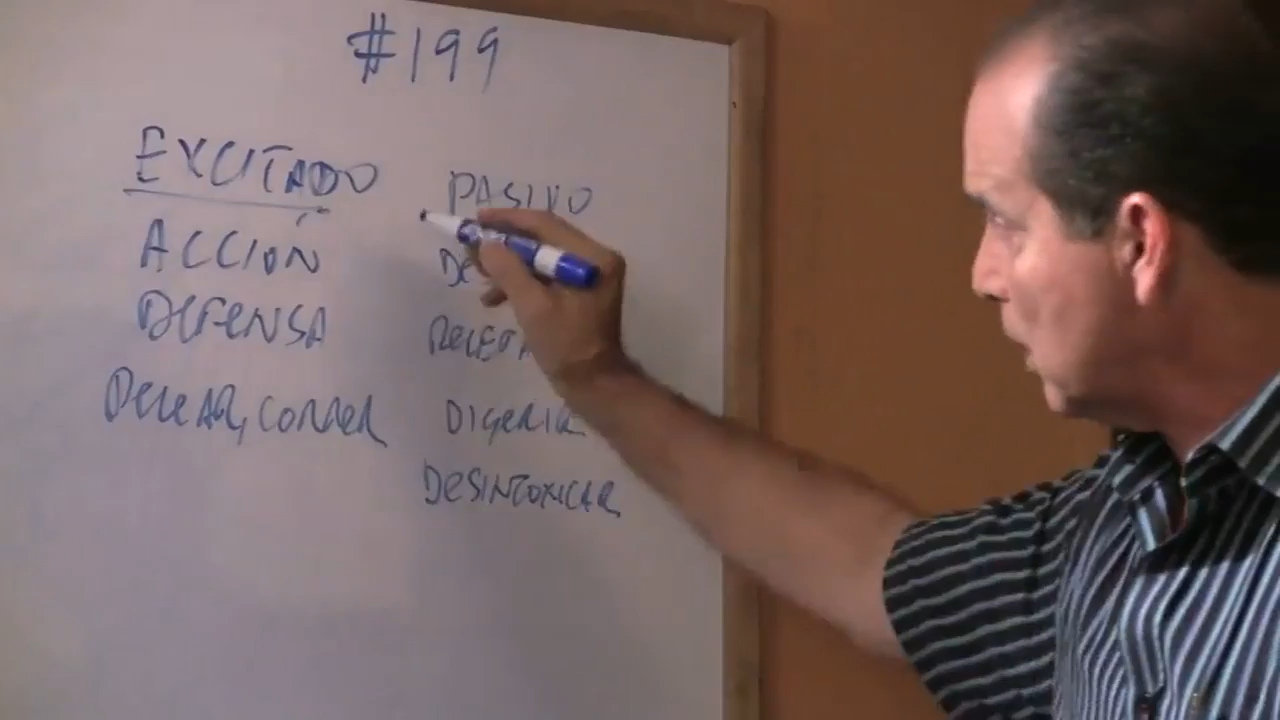 #199
EXCITADO
ACCIÓN
DEFENSA
PELEAR, CORRER
PASIVO
DIGERIR
DESINTOXICAR